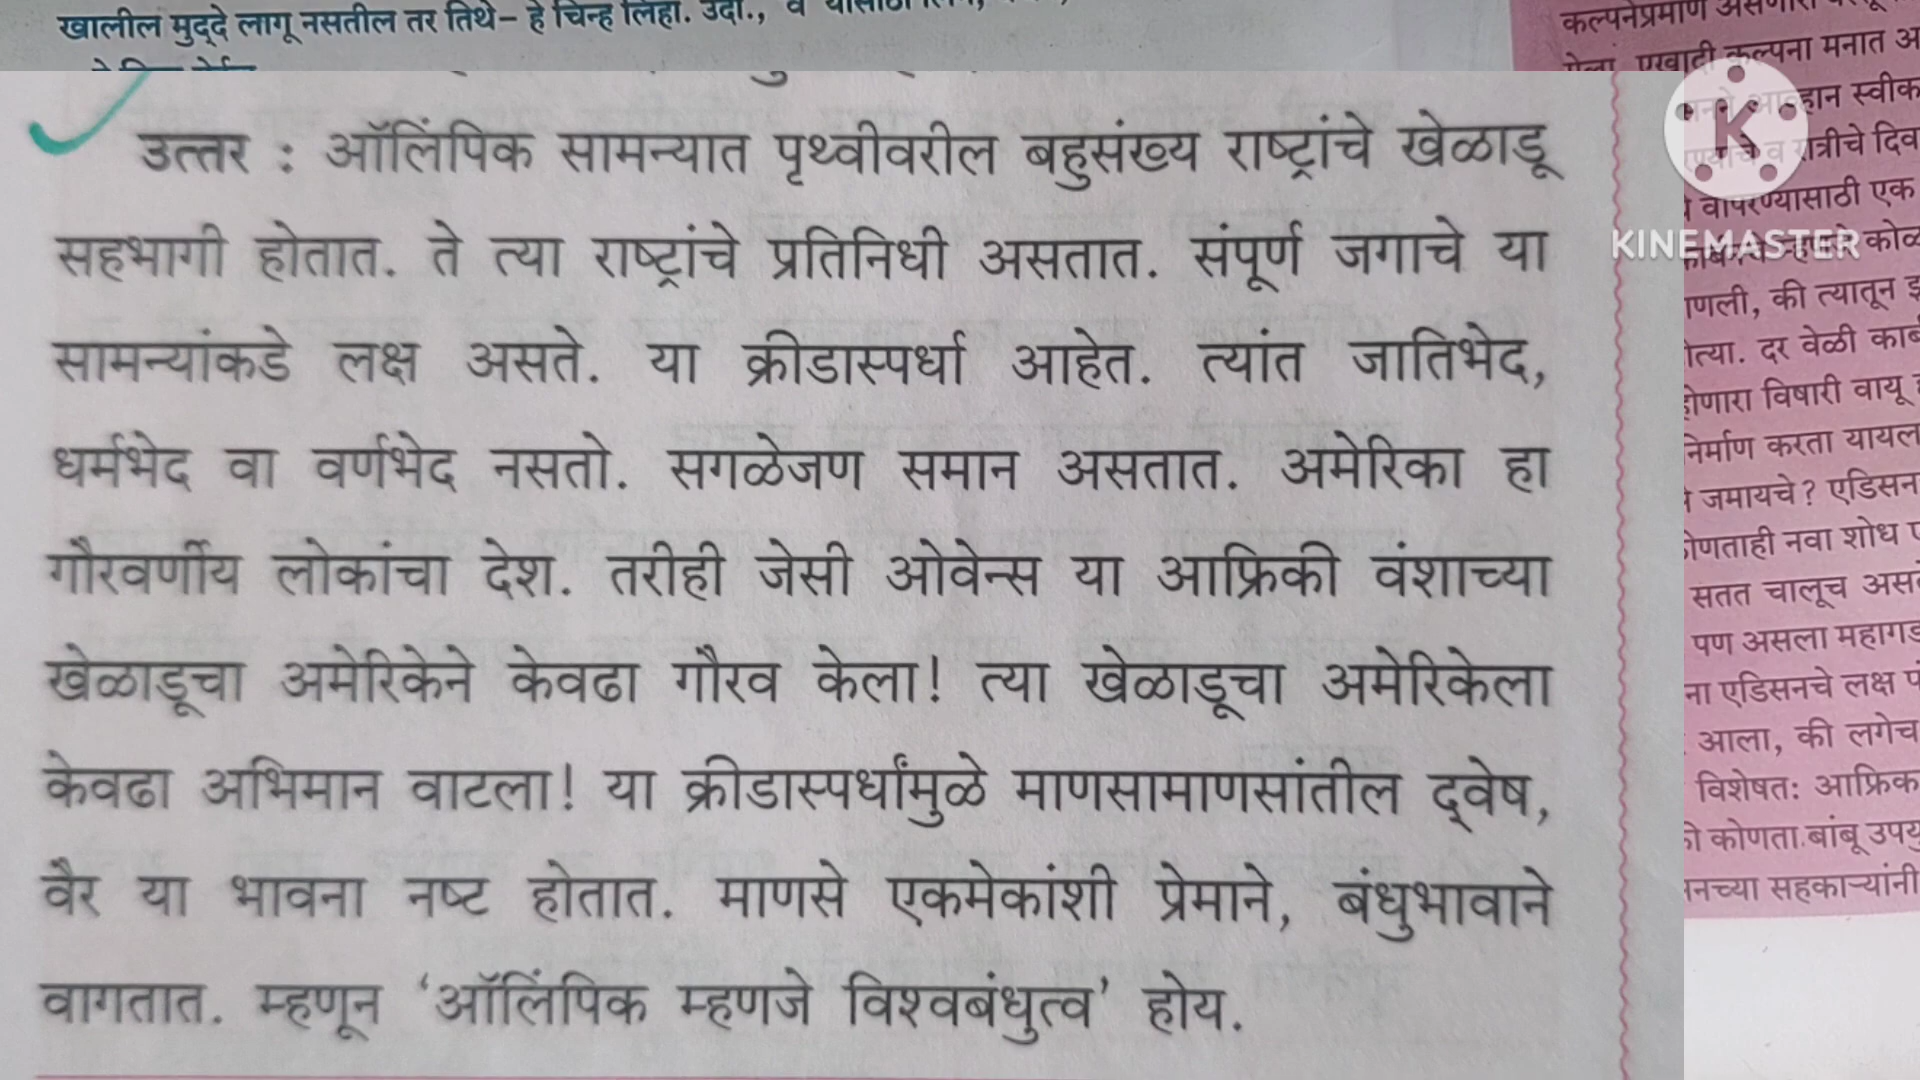 खालील मुद्‌दे लागू नसतील तर तिथे– हे चिन्ह लिहा. उदा.,
उत्तर : ऑलिंपिक सामन्यात पृथ्वीवरील बहुसंख्य राष्ट्रांचे खेळाडू
सहभागी होतात. ते त्या राष्ट्रांचे प्रतिनिधी असतात. संपूर्ण जगाचे या
सामन्यांकडे लक्ष असते. या क्रीडास्पर्धा आहेत. त्यांत जातिभेद,
धर्मभेद वा वर्णभेद नसतो. सगळेजण समान असतात. अमेरिका हा
गौरवर्णीय लोकांचा देश. तरीही जेसी ओवेन्स या आफ्रिकी वंशाच्या
खेळाडूचा अमेरिकेने केवढा गौरव केला! त्या खेळाडूचा अमेरिकेला
केवढा अभिमान वाटला! या क्रीडास्पर्धांमुळे माणसामाणसांतील द्‌वेष,
वैर या भावना नष्ट होतात. माणसे एकमेकांशी प्रेमाने, बंधुभावाने
वागतात. म्हणून ‘ऑलिंपिक म्हणजे विश्वबंधुत्व’ होय.
कल्पनेप्रमाणे
एखादी कल्पना मनात
स्वीक
व रात्रीचे दिव
वापरण्यासाठी एक
KINEMASTER
की त्यातून
त्या. दर वेळी
होणारा विषारी वायू
निर्माण करता यायल
जमायचे? एडिसन
कोणताही नवा शोध
सतत चालूच अस
पण असला महाग
ना एडिसनचे लक्ष
आला, की लगेच
विशेषतः आफ्रिक
कोणता बांबू उपयु
नच्या सहकाऱ्यांनी